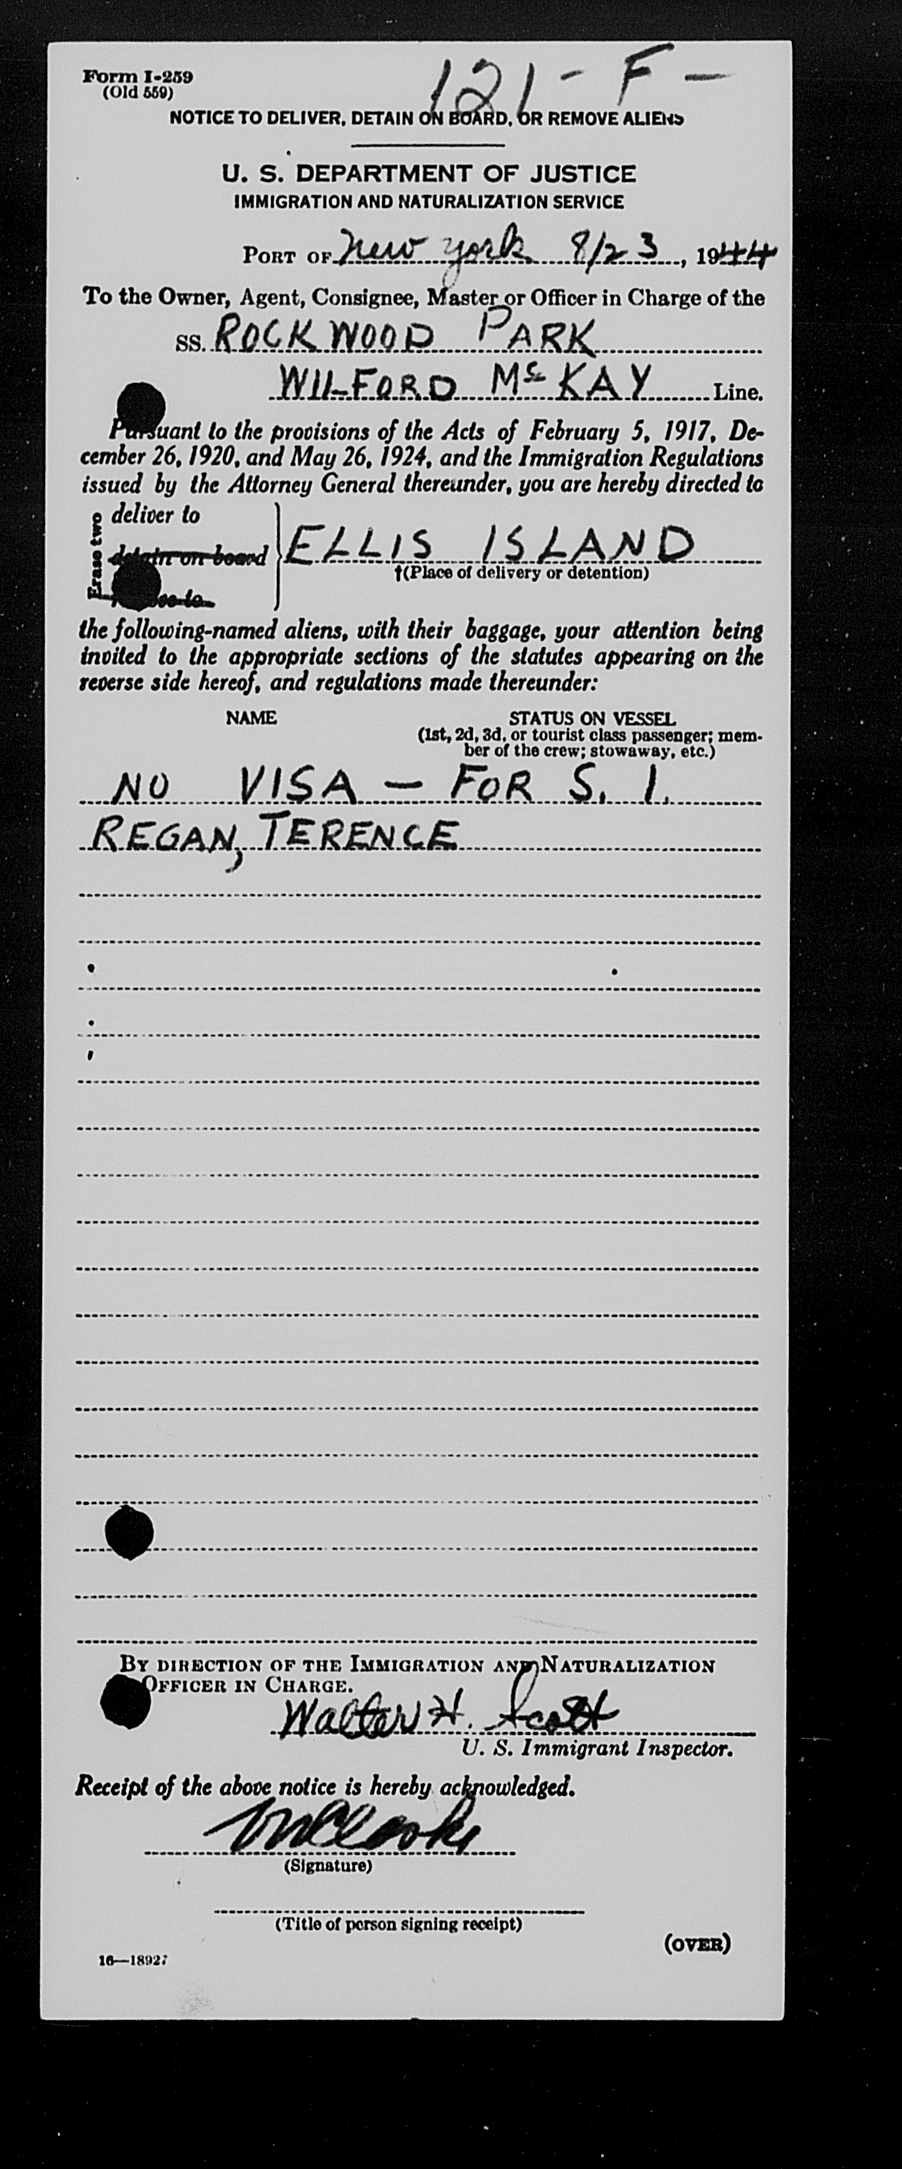 121 - F -
Form I-259
(Old 559)
NOTICE TO DELIVER, DETAIN ON BOARD, OR REMOVE ALIENS
U. S. DEPARTMENT OF JUSTICE
IMMIGRATION AND NATURALIZATION SERVICE
PORT OF New York 8/23, 1944
To the Owner, Agent, Consignee, Master or Officer in Charge of the
SS. ROCKWOOD PARK
WILFORD McKAY Line.
Pursuant to the provisions of the Acts of February 5, 1917, De-
cember 26, 1920, and May 26, 1924, and the Immigration Regulations
issued by the Attorney General thereunder, you are hereby directed to
Erase two
deliver to
detain on board ELLIS ISLAND
†(Place of delivery or detention)
to
the following-named aliens, with their baggage, your attention being
invited to the appropriate sections of the statutes appearing on the
reverse side hereof, and regulations made thereunder:
NAME STATUS ON VESSEL
(1st, 2d, 3d, or tourist class passenger; mem-
ber of the crew; stowaway, etc.)
NO VISA — FOR S. I.
REGAN, TERENCE
BY DIRECTION OF THE IMMIGRATION AND NATURALIZATION
OFFICER IN CHARGE.
Walter H. Scott
U. S. Immigrant Inspector.
Receipt of the above notice is hereby acknowledged.
(Signature)
(Title of person signing receipt)
(OVER)
16—18927